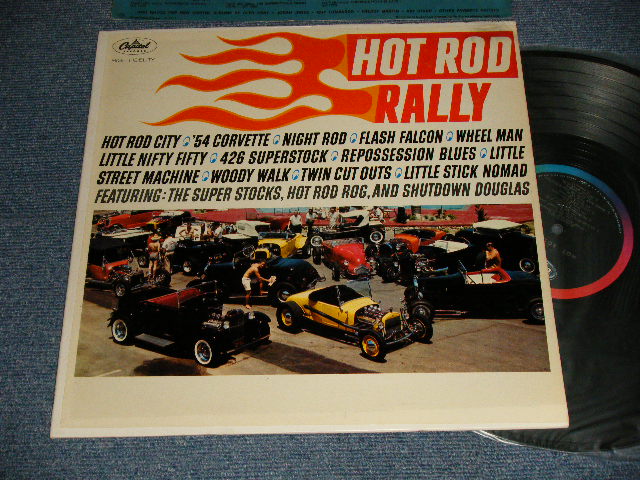 Capitol
HIGH FIDELITY
HOT ROD
RALLY
HOT ROD CITY '54 CORVETTE NIGHT ROD FLASH FALCON WHEEL MAN
LITTLE NIFTY FIFTY 426 SUPERSTOCK REPOSSESSION BLUES LITTLE
STREET MACHINE WOODY WALK TWIN CUT OUTS LITTLE STICK NOMAD
FEATURING: THE SUPER STOCKS, HOT ROD ROG, AND SHUTDOWN DOUGLAS